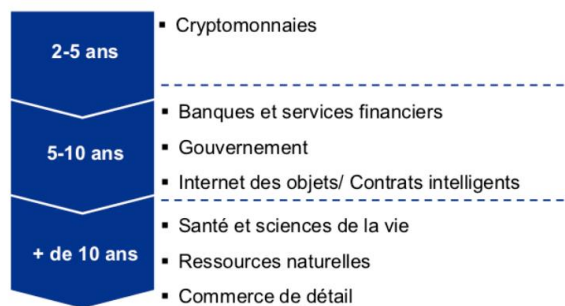 2-5 ans
▪ Cryptomonnaies
5-10 ans
▪ Banques et services financiers
▪ Gouvernement
▪ Internet des objets/ Contrats intelligents
+ de 10 ans
▪ Santé et sciences de la vie
▪ Ressources naturelles
▪ Commerce de détail